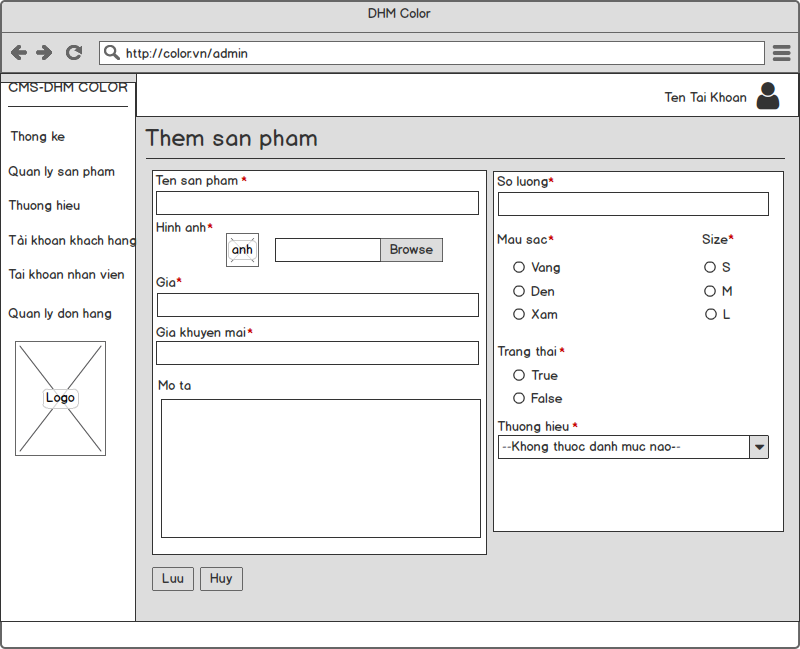 DHM Color
http://color.vn/admin
CMS-DHM COLOR
Ten Tai Khoan
Thong ke
Quan ly san pham
Thuong hieu
Tài khoan khach hang
Tai khoan nhan vien
Quan ly don hang
Logo
Them san pham
Ten san pham *
Hinh anh*
anh
Browse
Gia*
Gia khuyen mai*
Mo ta
So luong*
Mau sac*
Size*
Vang
S
Den
M
Xam
L
Trang thai *
True
False
Thuong hieu *
--Khong thuoc danh muc nao--
Luu
Huy